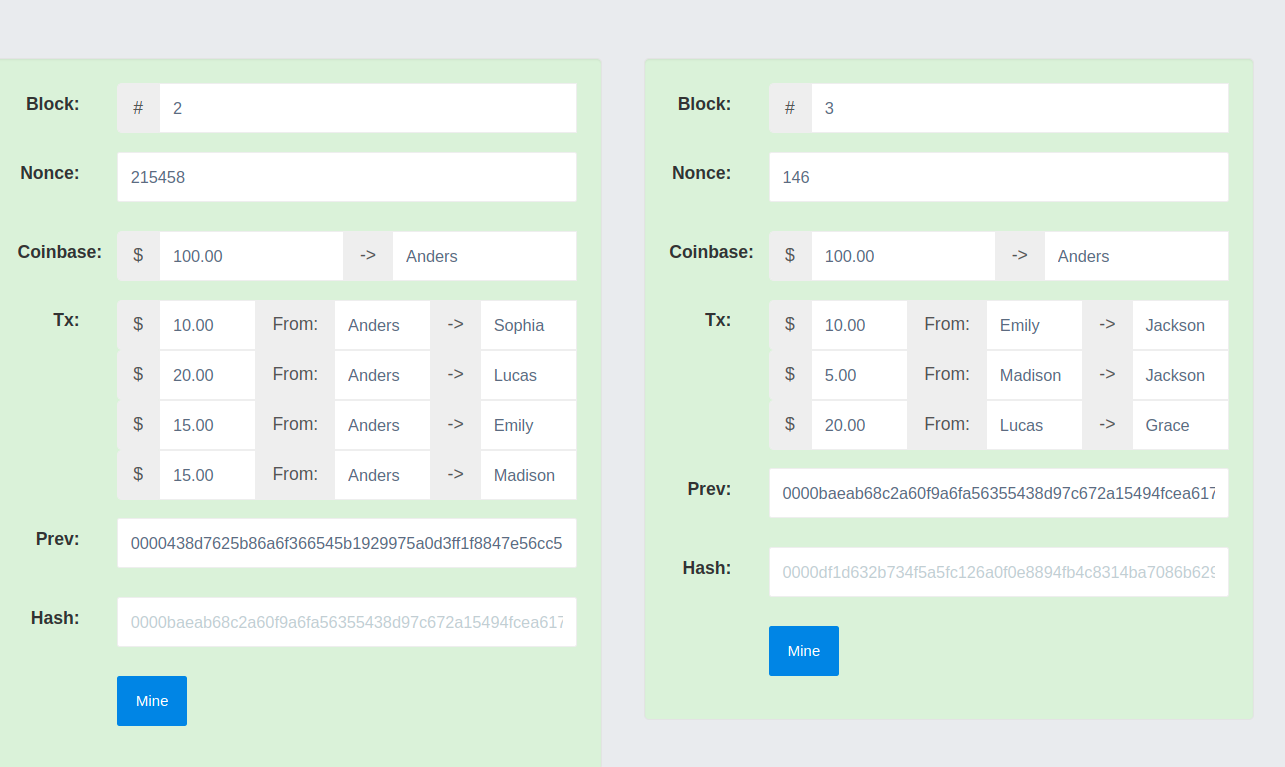 Block: # 2
Nonce: 215458
Coinbase: $ 100.00 -> Anders
Tx: $ 10.00 From: Anders -> Sophia
$ 20.00 From: Anders -> Lucas
$ 15.00 From: Anders -> Emily
$ 15.00 From: Anders -> Madison
Prev: 0000438d7625b86a6f366545b1929975a0d3ff1f8847e56cc5
Hash: 0000baeab68c2a60f9a6fa56355438d97c672a15494fcea617
Mine
Block: # 3
Nonce: 146
Coinbase: $ 100.00 -> Anders
Tx: $ 10.00 From: Emily -> Jackson
$ 5.00 From: Madison -> Jackson
$ 20.00 From: Lucas -> Grace
Prev: 0000baeab68c2a60f9a6fa56355438d97c672a15494fcea617
Hash: 0000df1d632b734f5a5fc126a0f0e8894fb4c8314ba7086b629
Mine